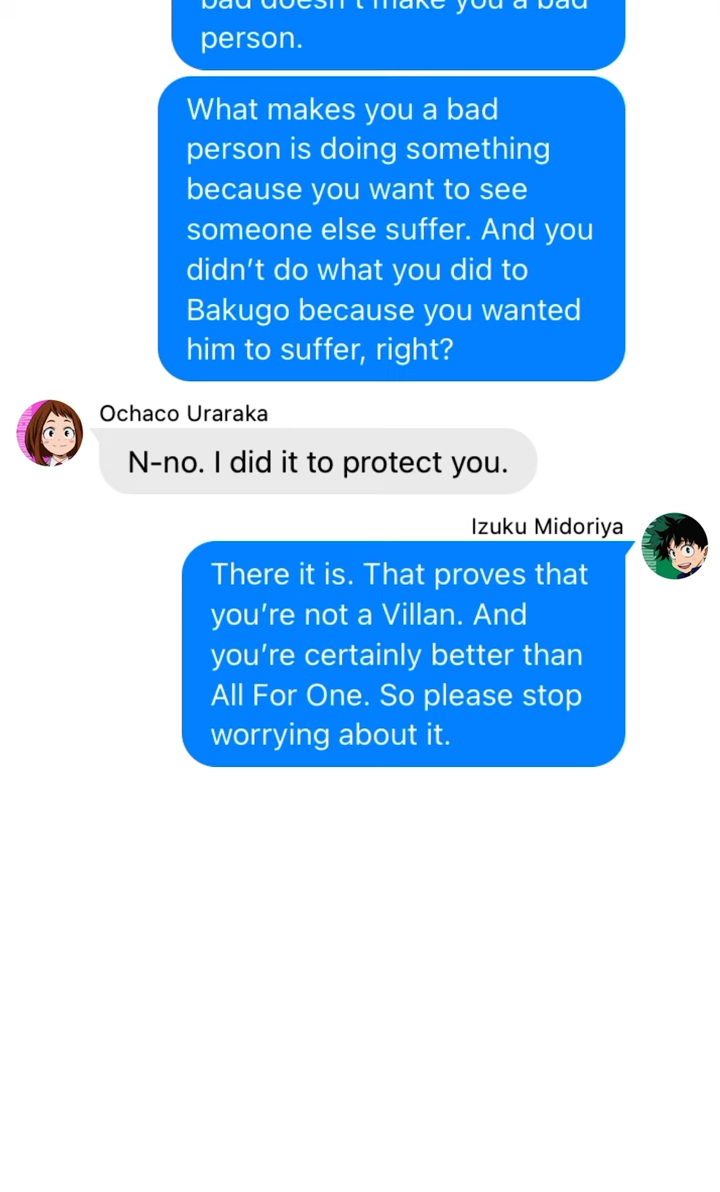 bad doesn't make you a bad
person.
What makes you a bad
person is doing something
because you want to see
someone else suffer. And you
didn’t do what you did to
Bakugo because you wanted
him to suffer, right?
Ochaco Uraraka
N-no. I did it to protect you.
Izuku Midoriya
There it is. That proves that
you’re not a Villan. And
you’re certainly better than
All For One. So please stop
worrying about it.